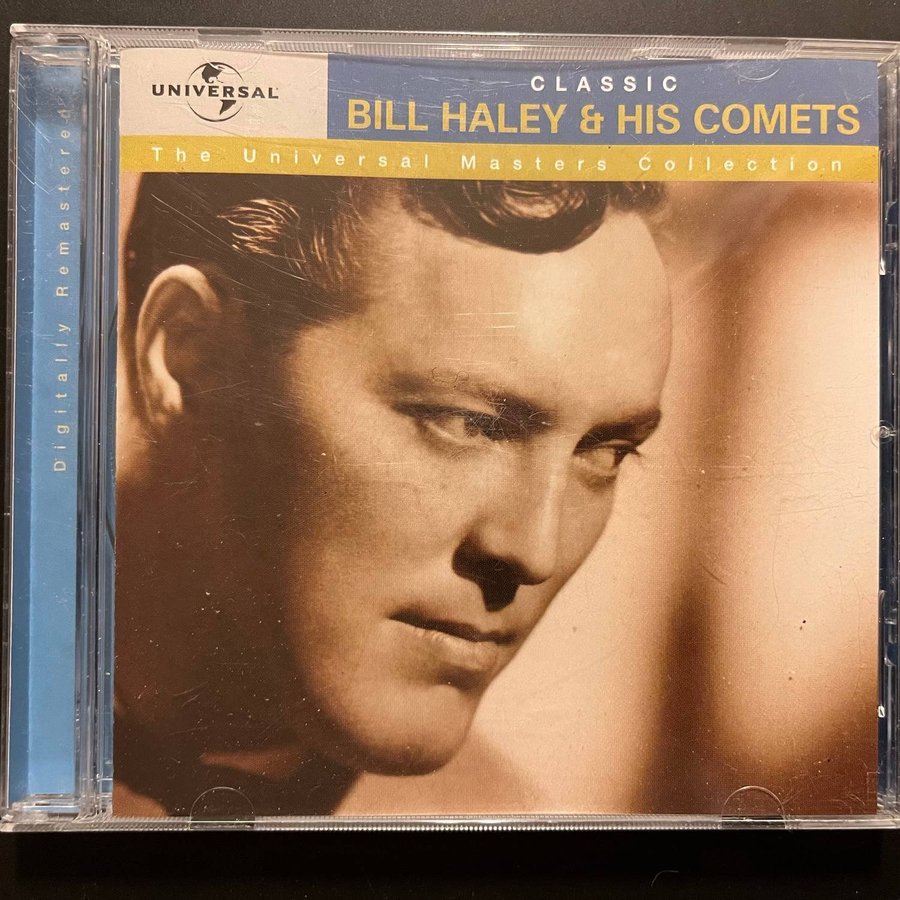 UNIVERSAL
CLASSIC
BILL HALEY & HIS COMETS
The Universal Masters Collection
Digitally Remastered